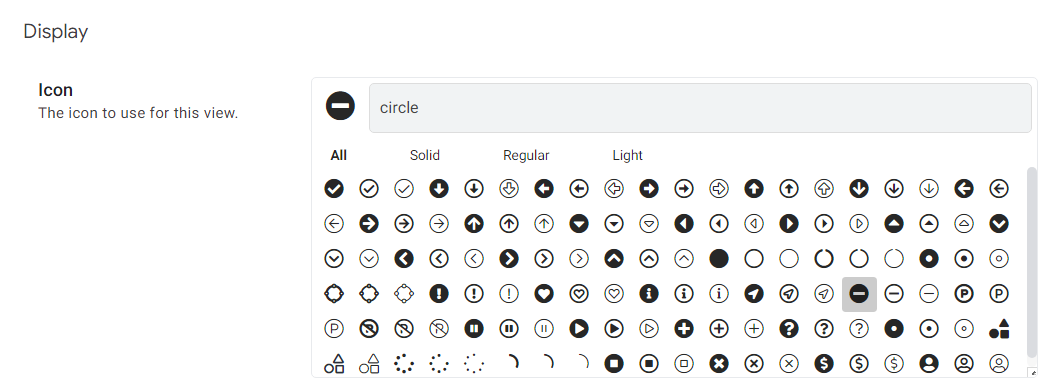 Display
Icon
The icon to use for this view.
circle
All Solid Regular Light